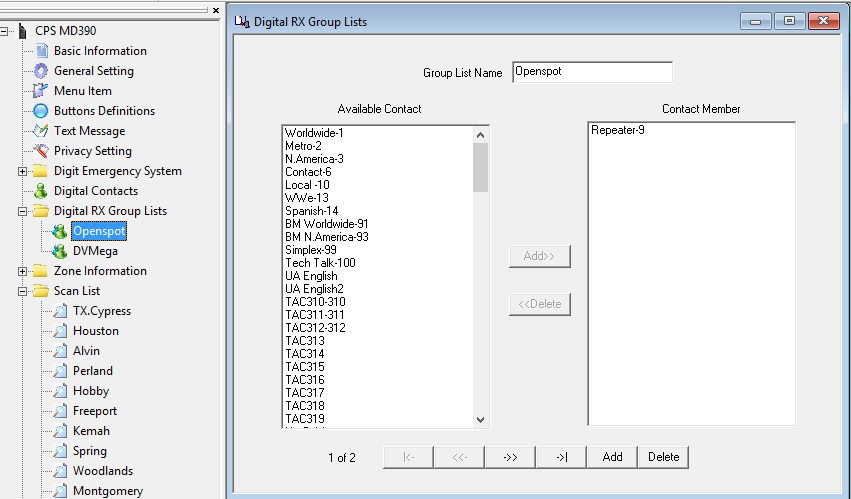 CPS MD390
Basic Information
General Setting
Menu Item
Buttons Definitions
Text Message
Privacy Setting
Digit Emergency System
Digital Contacts
Digital RX Group Lists
Openspot
DVMega
Zone Information
Scan List
TX.Cypress
Houston
Alvin
Perland
Hobby
Freeport
Kemah
Spring
Woodlands
Montgomery
Digital RX Group Lists
Group List Name
Openspot
Available Contact
Worldwide-1
Metro-2
N.America-3
Contact-6
Local -10
WWe-13
Spanish-14
BM Worldwide-91
BM N.America-93
Simplex-99
Tech Talk-100
UA English
UA English2
TAC310-310
TAC311-311
TAC312-312
TAC313
TAC314
TAC315
TAC316
TAC317
TAC318
TAC319
Add>>
<<Delete
Contact Member
Repeater-9
1 of 2
|<-
<<-
->>
->|
Add
Delete